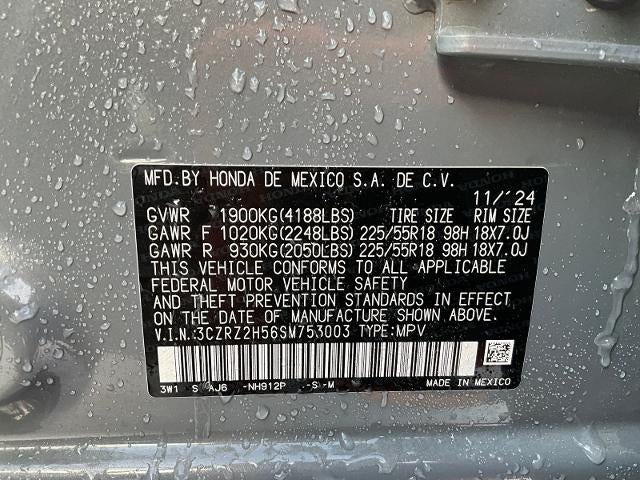 MFD.BY HONDA DE MEXICO S.A. DE C.V.
11/'24
GVWR 1900KG(4188LBS) TIRE SIZE RIM SIZE
GAWR F 1020KG(2248LBS) 225/55R18 98H 18X7.0J
GAWR R 930KG(2050LBS) 225/55R18 98H 18X7.0J
THIS VEHICLE CONFORMS TO ALL APPLICABLE
FEDERAL MOTOR VEHICLE SAFETY
AND THEFT PREVENTION STANDARDS IN EFFECT
ON THE DATE OF MANUFACTURE SHOWN ABOVE.
V.I.N. 3CZRZ2H56SM753003 TYPE:MPV
3W1 S AJ6 -NH912P -S-M MADE IN MEXICO